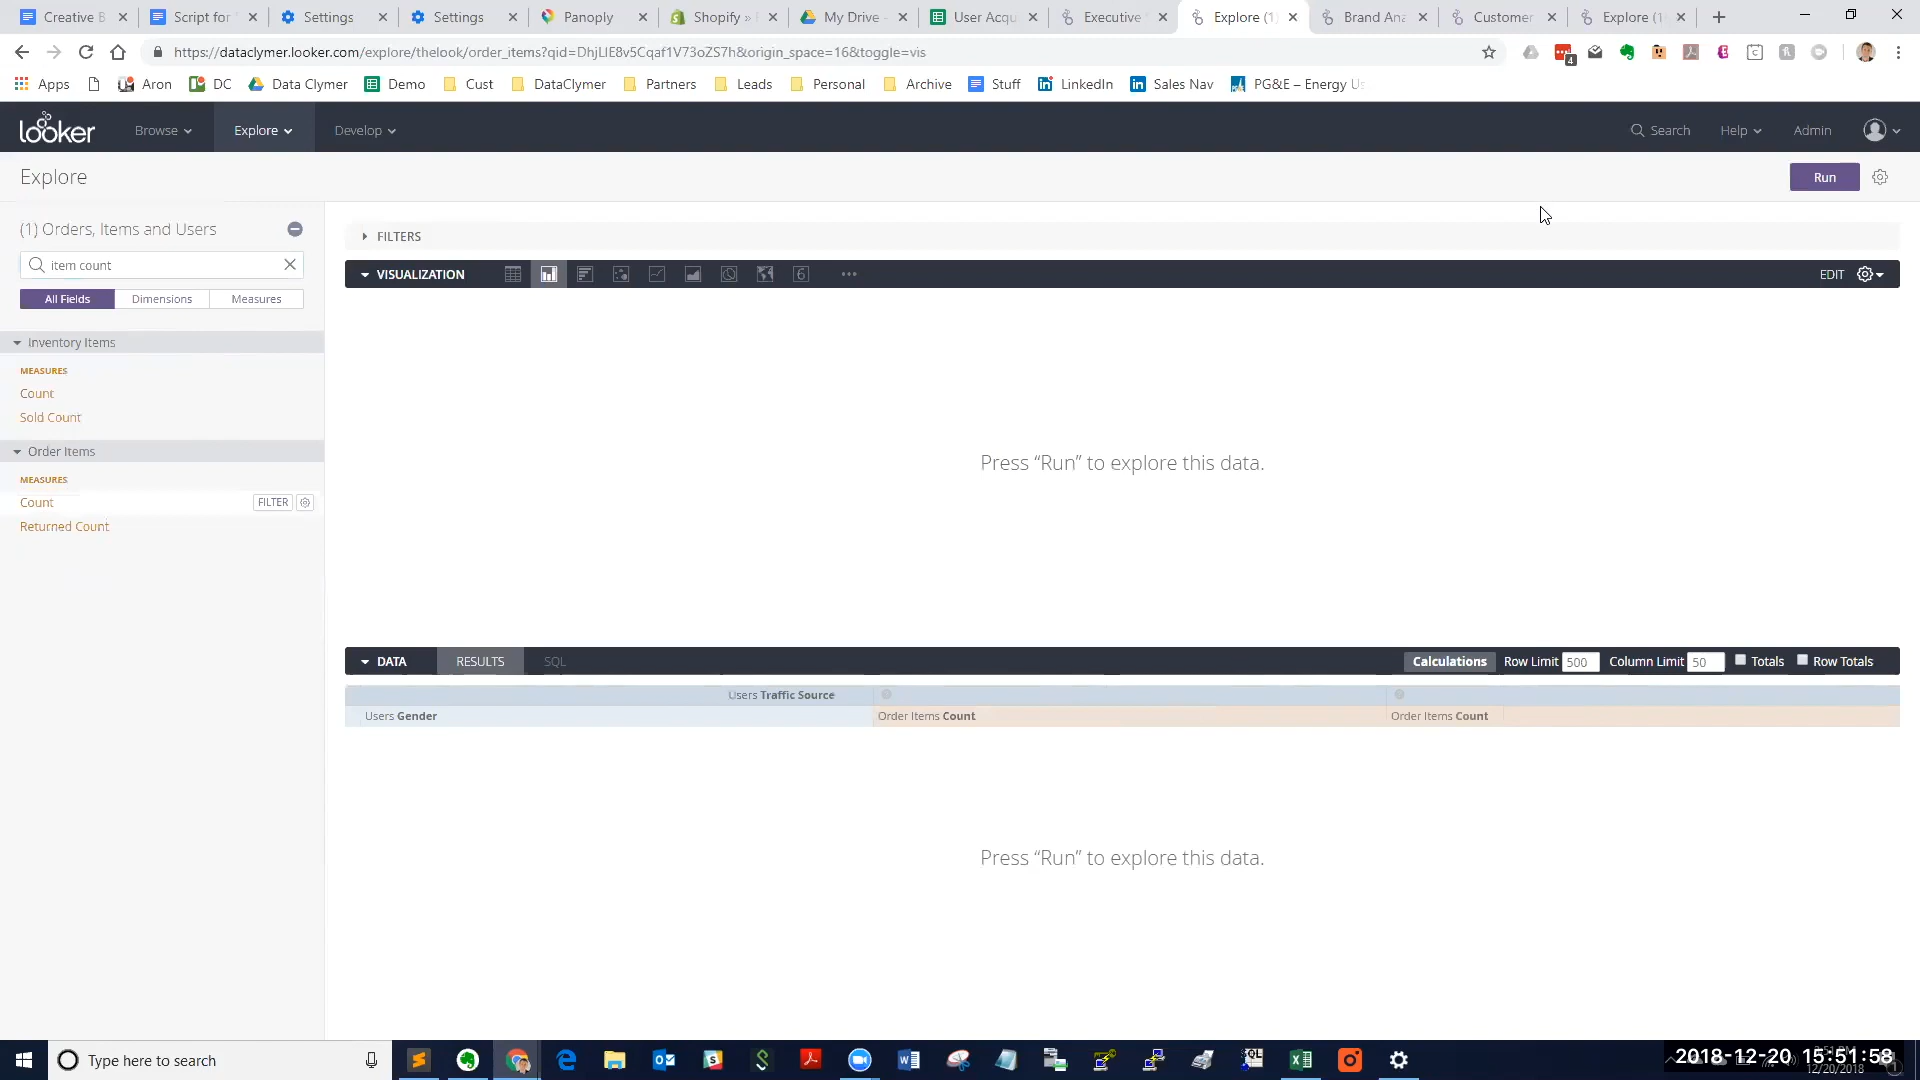 Creative B
Script for
Settings
Settings
Panoply
Shopify »
My Drive -
User Acqu
Executive
Explore (1)
Brand Ana
Customer
Explore (1
https://dataclymer.looker.com/explore/thelook/order_items?qid=DhjLlE8v5Cqaf1V73oZS7h&origin_space=16&toggle=vis
4
Apps
Aron
DC
Data Clymer
Demo
Cust
DataClymer
Partners
Leads
Personal
Archive
Stuff
LinkedIn
Sales Nav
PG&E – Energy Us
looker
Browse
Explore
Develop
Search
Help
Admin
Explore
Run
(1) Orders, Items and Users
item count
All Fields
Dimensions
Measures
Inventory Items
MEASURES
Count
Sold Count
Order Items
MEASURES
Count
FILTER
Returned Count
FILTERS
VISUALIZATION
EDIT
Press “Run” to explore this data.
DATA
RESULTS
SQL
Calculations
Row Limit 500
Column Limit 50
Totals
Row Totals
Users Traffic Source
Users Gender
Order Items Count
Order Items Count
Press “Run” to explore this data.
Type here to search
2018-12-20 15:51:58
12/20/2018